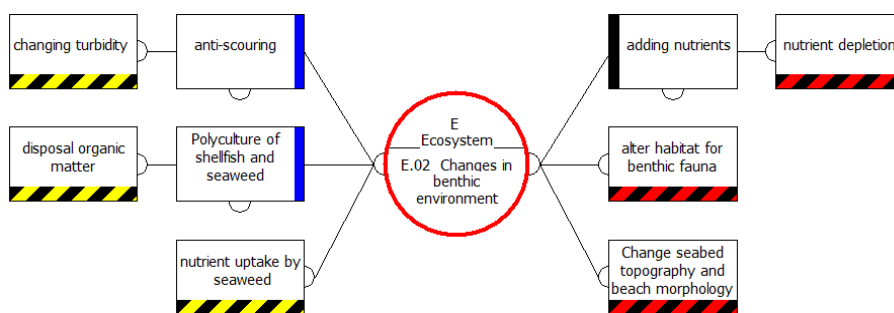 changing turbidity
anti-scouring
adding nutrients
nutrient depletion
disposal organic
matter
Polyculture of
shellfish and
seaweed
E
Ecosystem
E.02 Changes in
benthic
environment
alter habitat for
benthic fauna
nutrient uptake by
seaweed
Change seabed
topography and
beach morphology